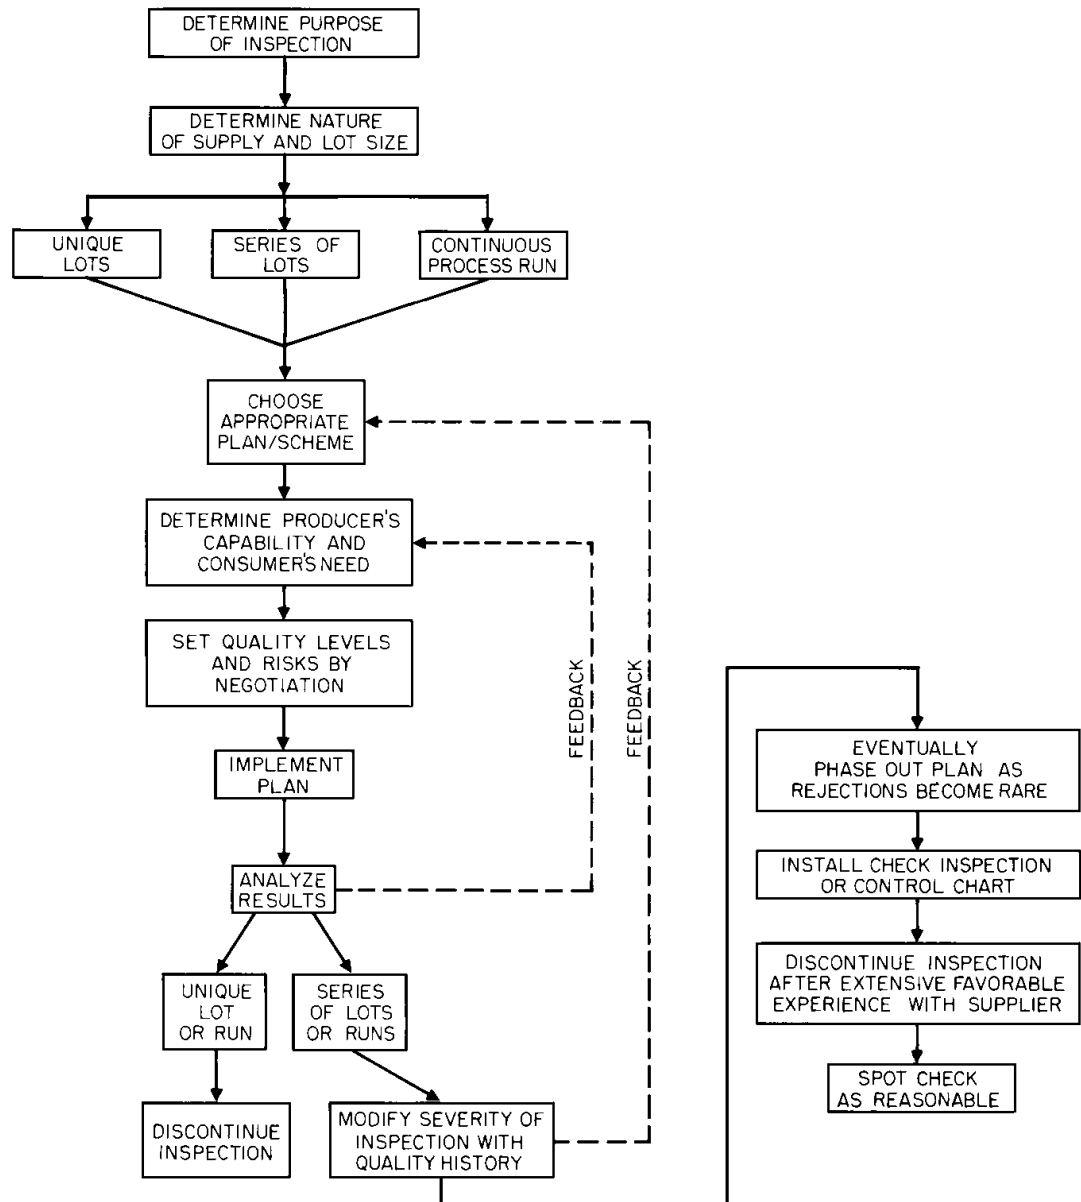 DETERMINE PURPOSE
OF INSPECTION
DETERMINE NATURE
OF SUPPLY AND LOT SIZE
UNIQUE
LOTS
SERIES OF
LOTS
CONTINUOUS
PROCESS RUN
CHOOSE
APPROPRIATE
PLAN/SCHEME
DETERMINE PRODUCER'S
CAPABILITY AND
CONSUMER'S NEED
SET QUALITY LEVELS
AND RISKS BY
NEGOTIATION
IMPLEMENT
PLAN
ANALYZE
RESULTS
FEEDBACK
FEEDBACK
UNIQUE
LOT
OR RUN
SERIES
OF LOTS
OR RUNS
DISCONTINUE
INSPECTION
MODIFY SEVERITY OF
INSPECTION WITH
QUALITY HISTORY
EVENTUALLY
PHASE OUT PLAN AS
REJECTIONS BECOME RARE
INSTALL CHECK INSPECTION
OR CONTROL CHART
DISCONTINUE INSPECTION
AFTER EXTENSIVE FAVORABLE
EXPERIENCE WITH SUPPLIER
SPOT CHECK
AS REASONABLE